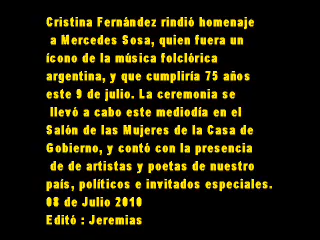 Cristina Fernández rindió homenaje
a Mercedes Sosa, quien fuera un
ícono de la música folclórica
argentina, y que cumpliría 75 años
este 9 de julio. La ceremonia se
llevó a cabo este mediodía en el
Salón de las Mujeres de la Casa de
Gobierno, y contó con la presencia
de de artistas y poetas de nuestro
país, políticos e invitados especiales.
08 de Julio 2010
Editó : Jeremias